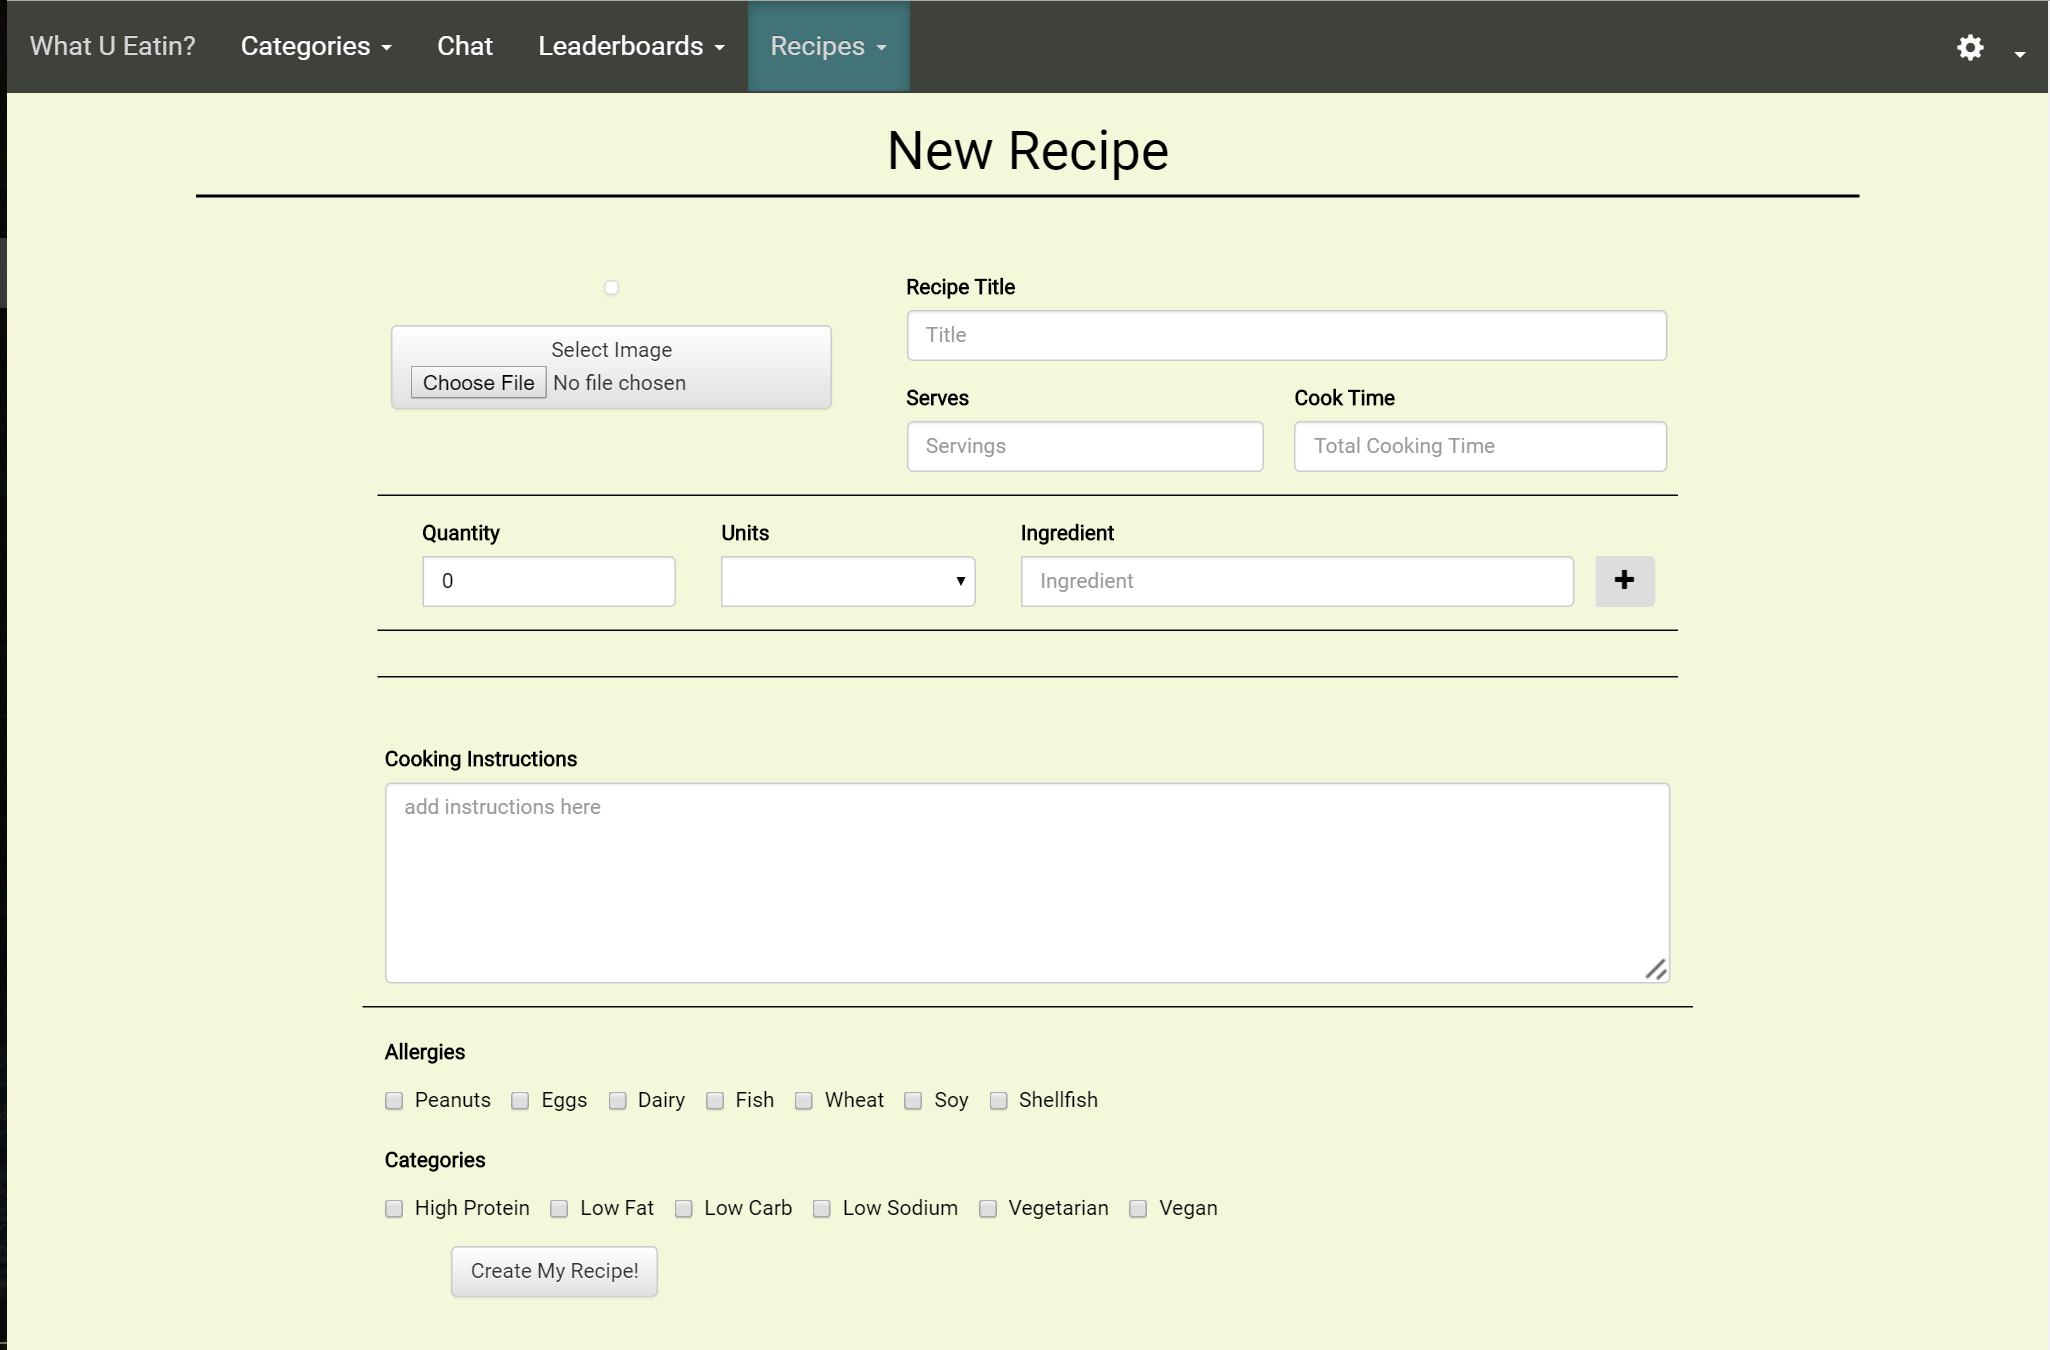 What U Eatin? Categories Chat Leaderboards Recipes
New Recipe
Select Image
Choose File No file chosen
Recipe Title
Title
Serves Cook Time
Servings Total Cooking Time
Quantity Units Ingredient
0 Ingredient
Cooking Instructions
add instructions here
Allergies
Peanuts Eggs Dairy Fish Wheat Soy Shellfish
Categories
High Protein Low Fat Low Carb Low Sodium Vegetarian Vegan
Create My Recipe!